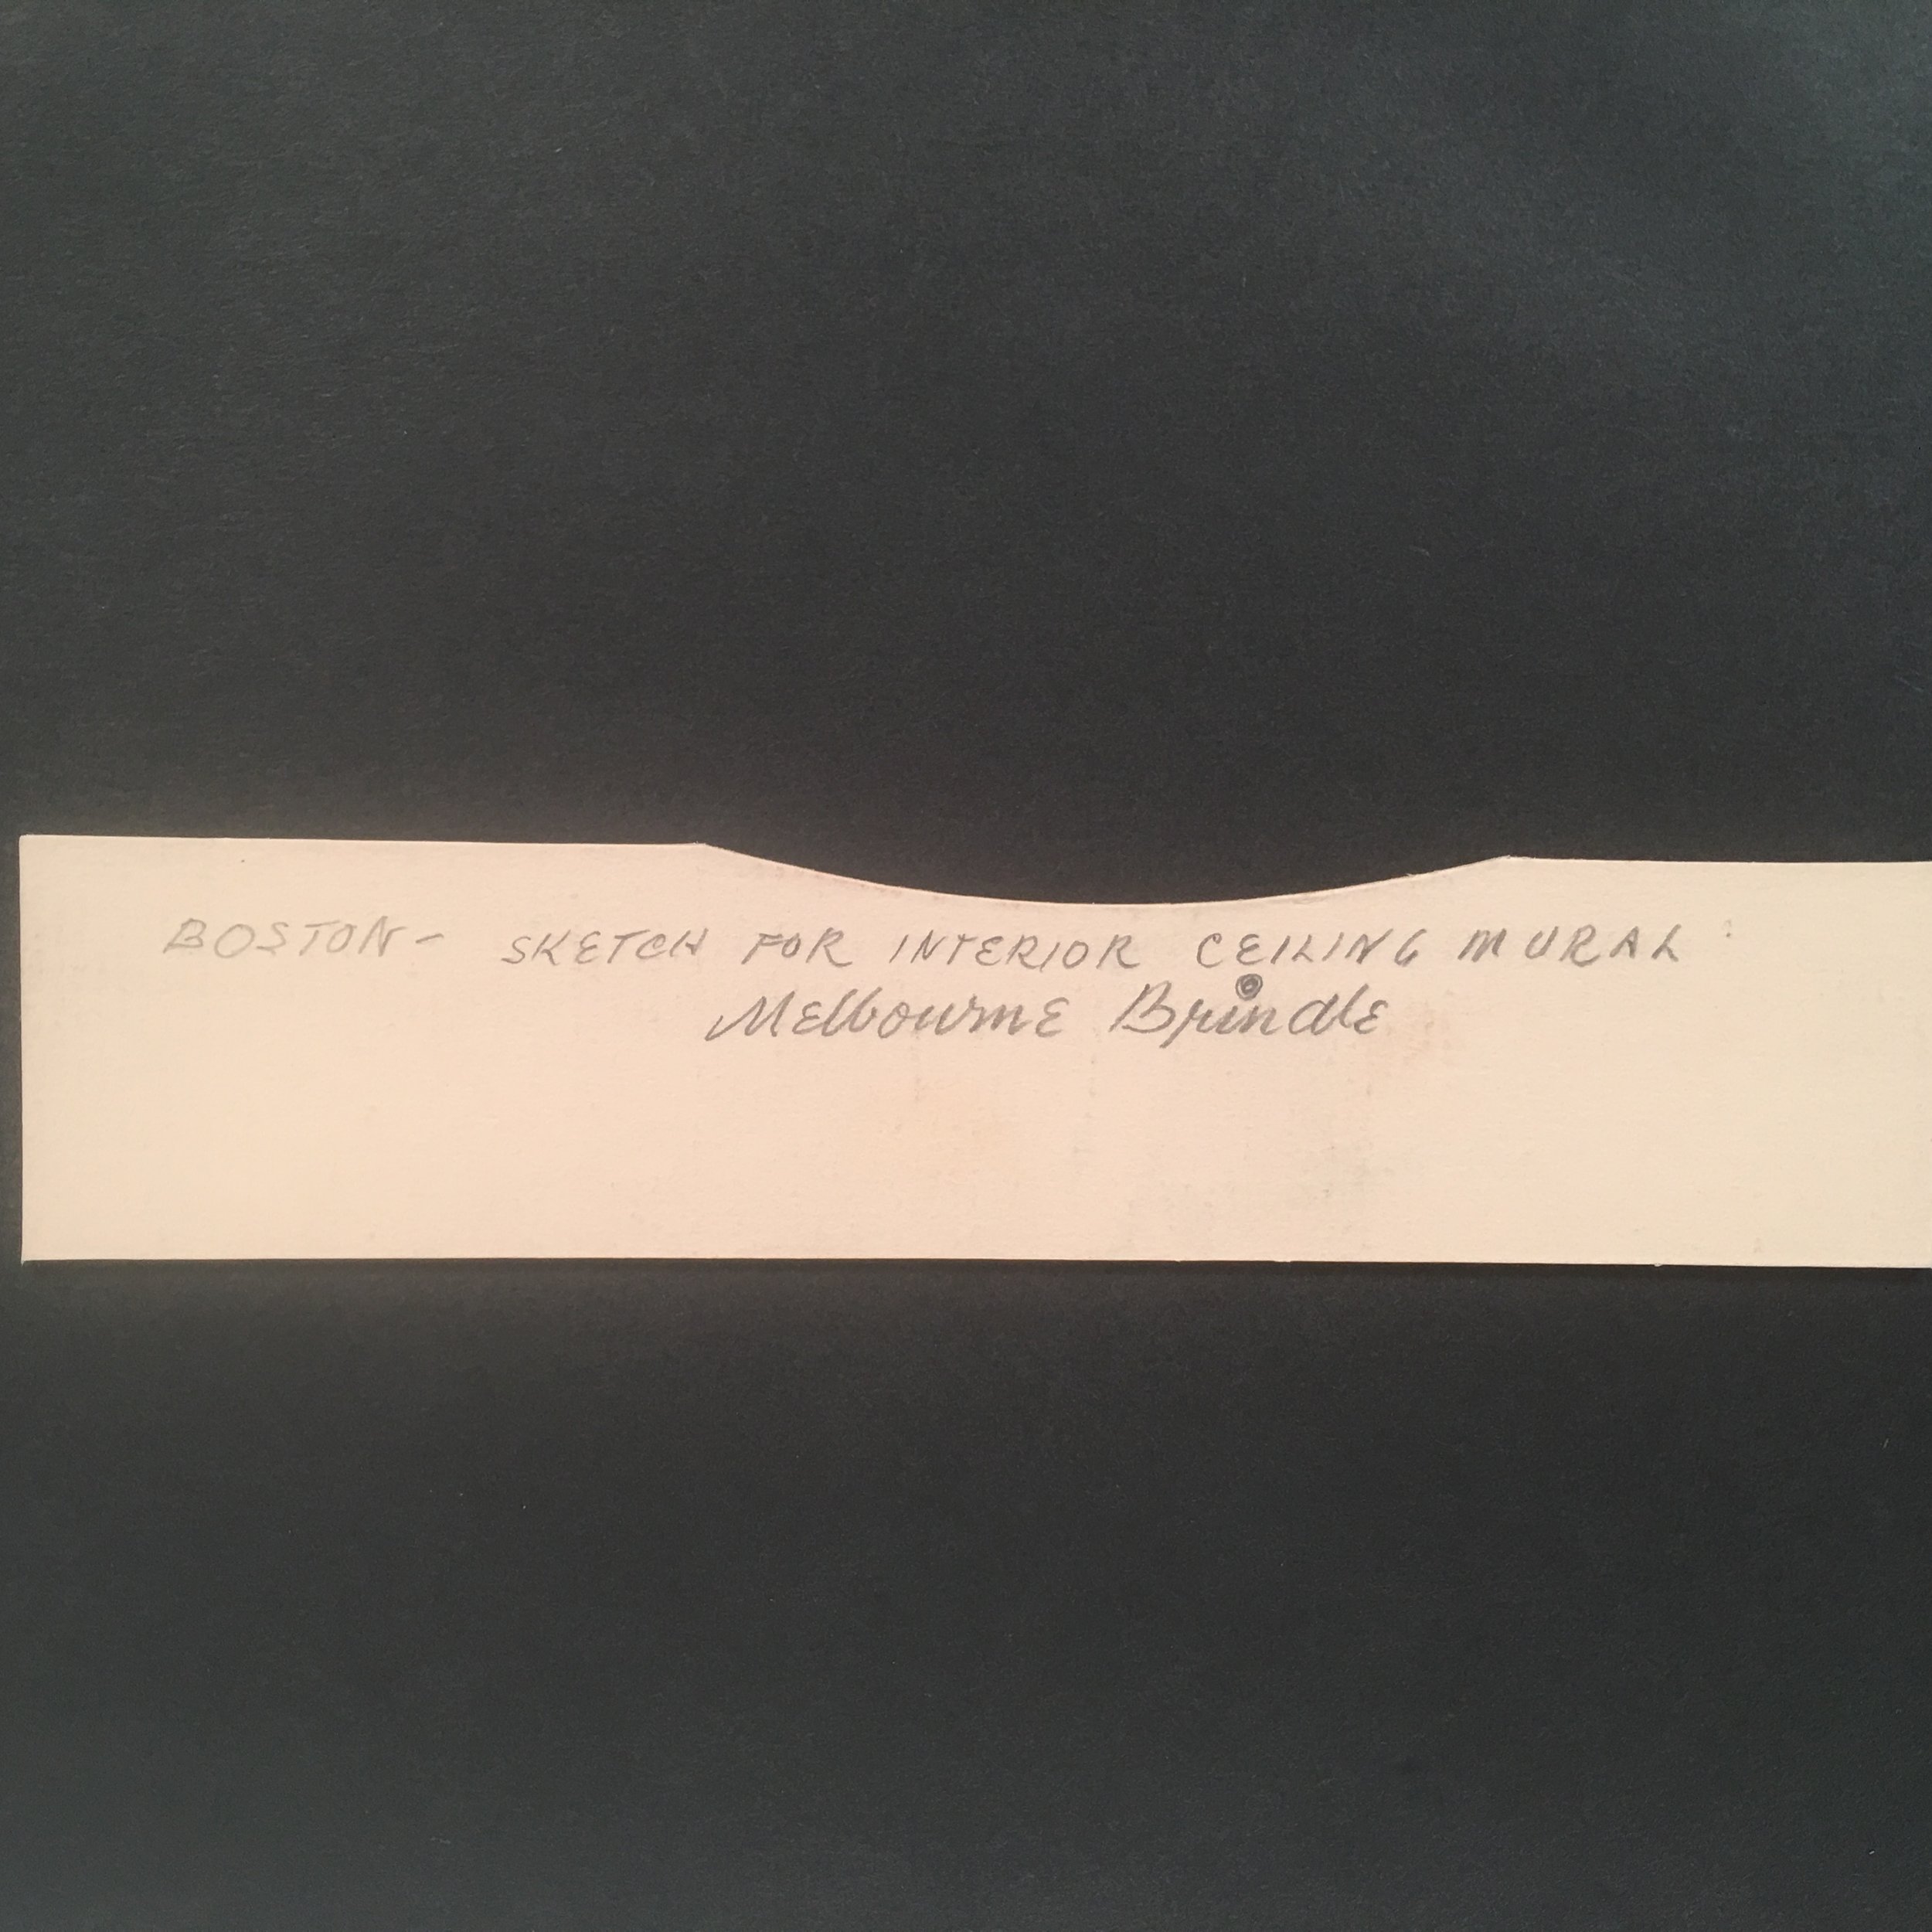 BOSTON- SKETCH FOR INTERIOR CEILING MURAL :
Melbourne Brindle